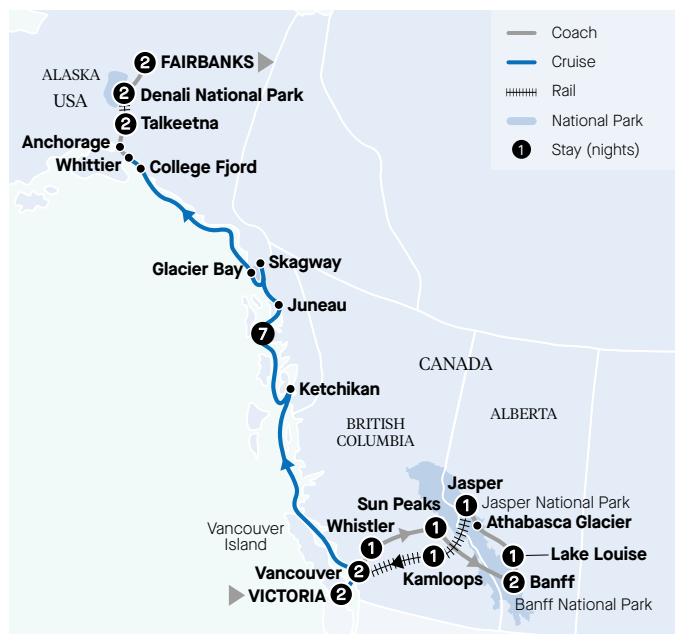 Coach
Cruise
Rail
National Park
1 Stay (nights)
2 FAIRBANKS
ALASKA
USA
2 Denali National Park
2 Talkeetna
Anchorage
Whittier
College Fjord
Skagway
Glacier Bay
Juneau
7
Ketchikan
CANADA
BRITISH
COLUMBIA
ALBERTA
Jasper
1
Jasper National Park
Sun Peaks
1
Athabasca Glacier
Whistler
1
Vancouver
Island
1 Lake Louise
1
Kamloops
Vancouver 2
2 Banff
VICTORIA 2
Banff National Park